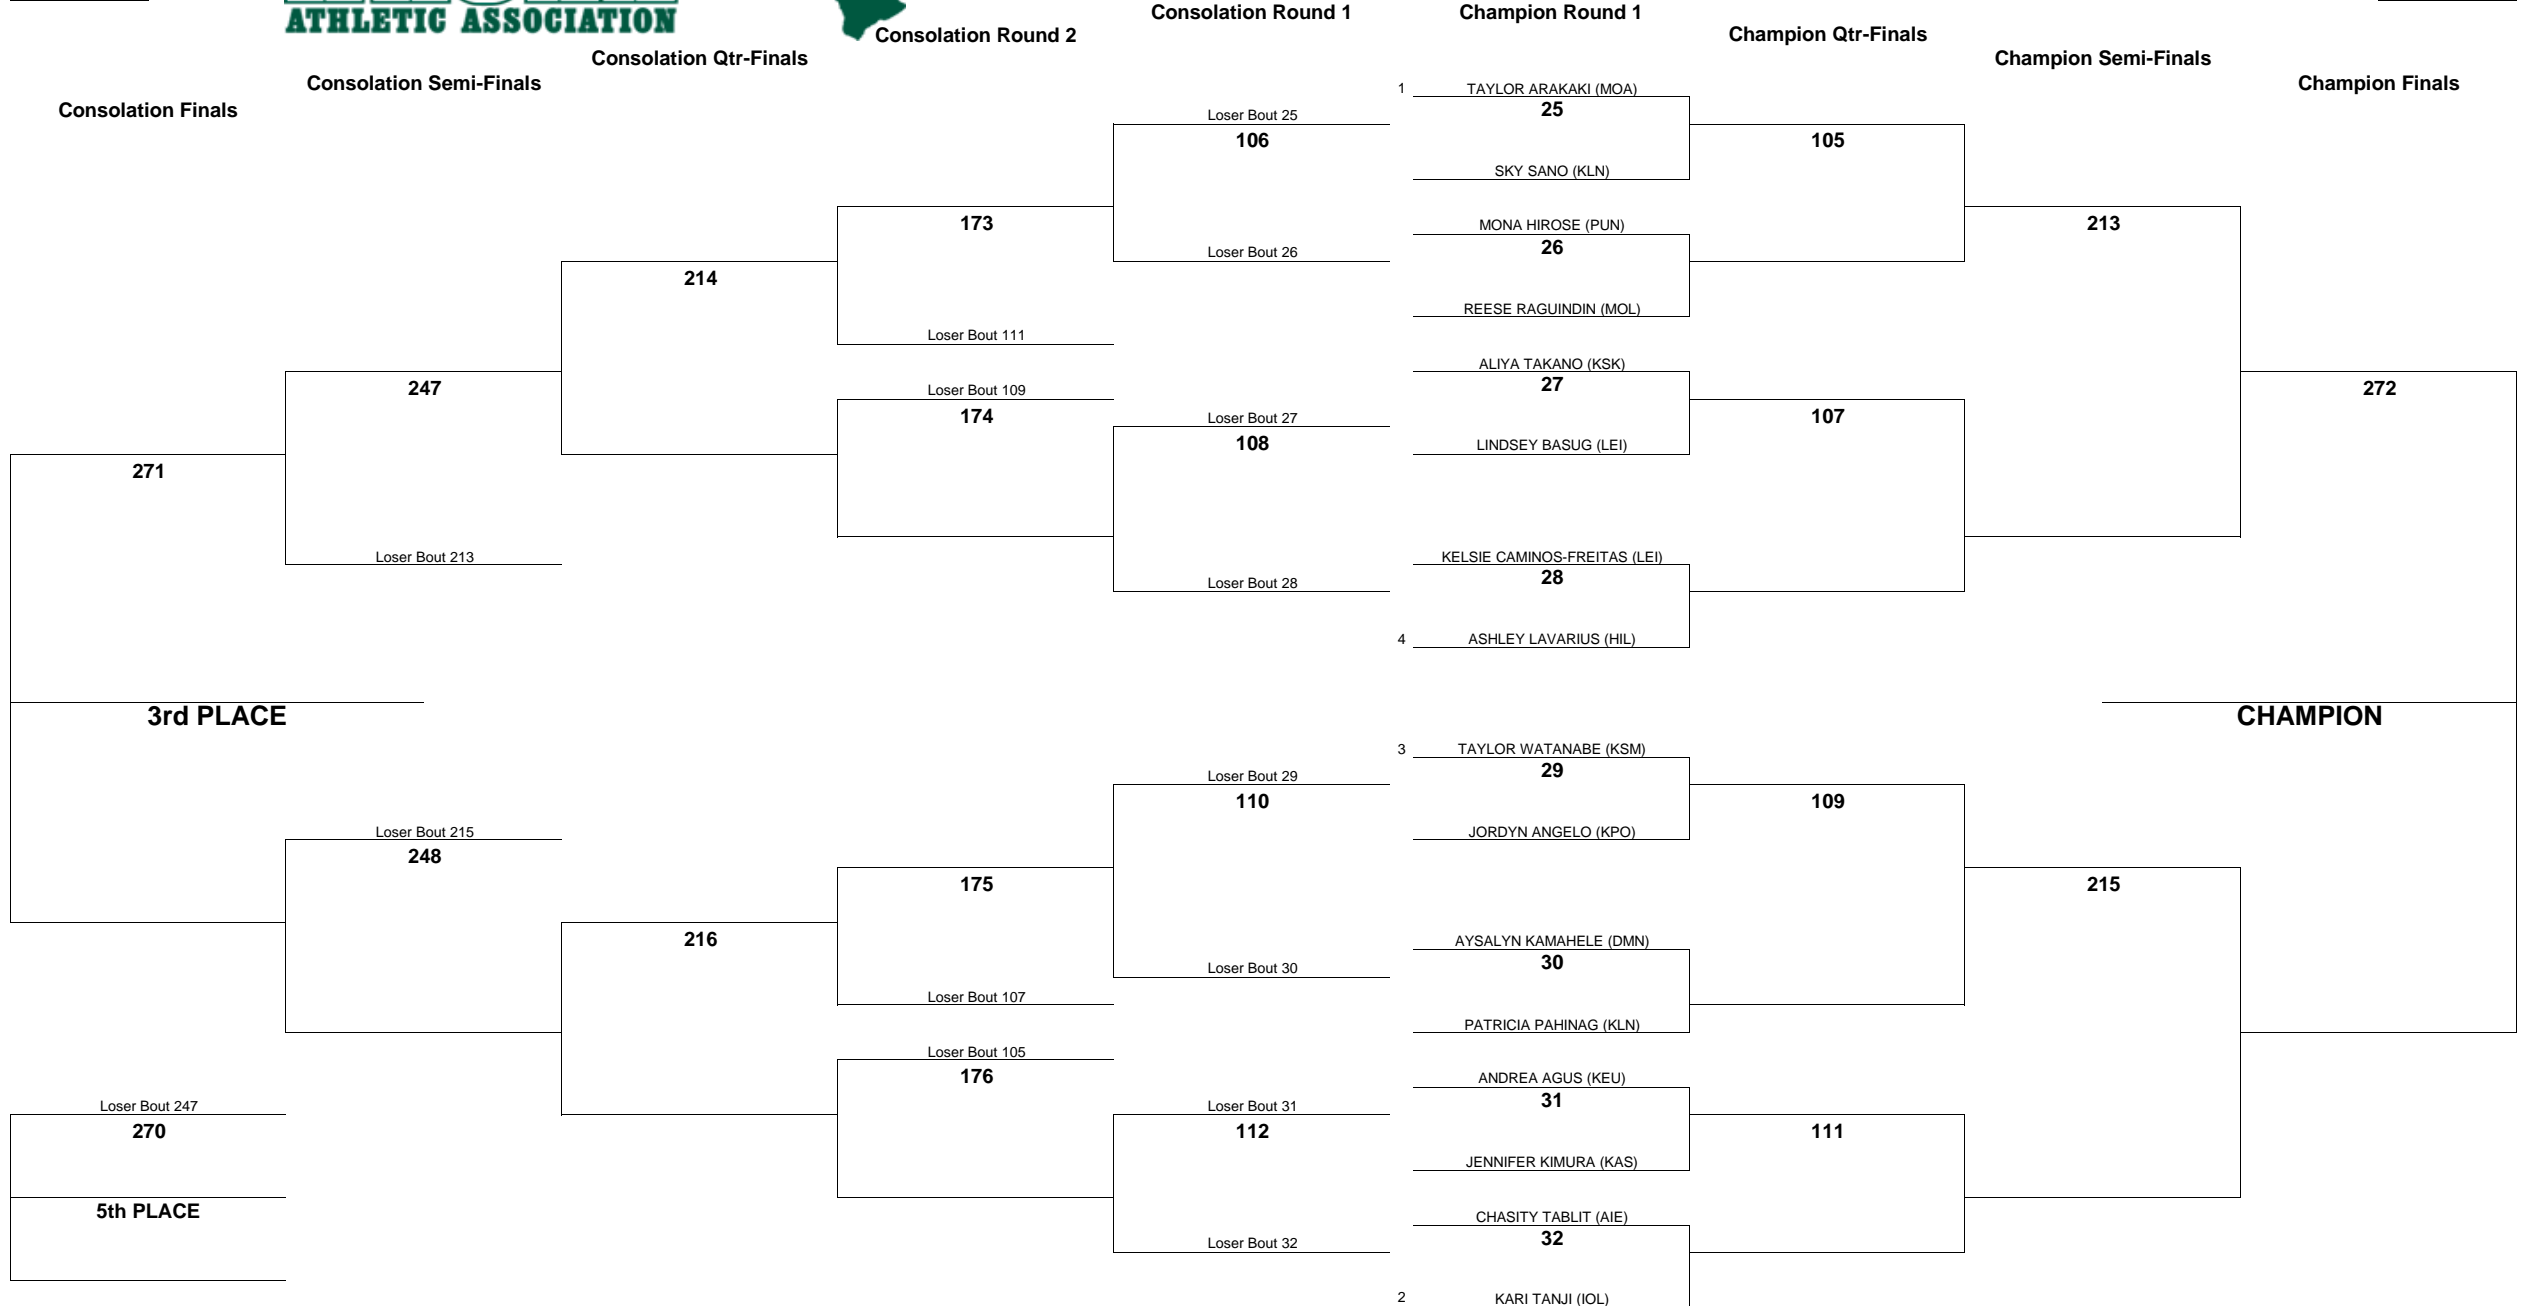 ATHLETIC ASSOCIATION
Consolation Round 1
Champion Round 1
Consolation Round 2
Champion Qtr-Finals
Consolation Qtr-Finals
Champion Semi-Finals
Consolation Semi-Finals
Champion Finals
Consolation Finals
1 TAYLOR ARAKAKI (MOA)
25
Loser Bout 25
106
105
SKY SANO (KLN)
173
MONA HIROSE (PUN)
213
26
Loser Bout 26
214
REESE RAGUINDIN (MOL)
Loser Bout 111
ALIYA TAKANO (KSK)
247
Loser Bout 109
27
272
174
Loser Bout 27
107
108
LINDSEY BASUG (LEI)
271
Loser Bout 213
KELSIE CAMINOS-FREITAS (LEI)
28
Loser Bout 28
4 ASHLEY LAVARIUS (HIL)
3rd PLACE
CHAMPION
3 TAYLOR WATANABE (KSM)
29
Loser Bout 29
110
109
Loser Bout 215
JORDYN ANGELO (KPO)
248
175
215
216
AYSALYN KAMAHELE (DMN)
30
Loser Bout 30
Loser Bout 107
PATRICIA PAHINAG (KLN)
Loser Bout 105
176
ANDREA AGUS (KEU)
Loser Bout 247
Loser Bout 31
31
270
112
111
JENNIFER KIMURA (KAS)
5th PLACE
CHASITY TABLIT (AIE)
32
Loser Bout 32
2 KARI TANJI (IOL)